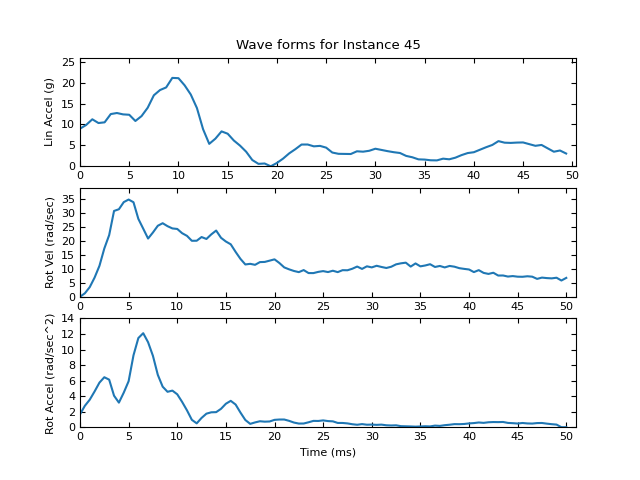 Wave forms for Instance 45
25
20
15
10
5
0
Lin Accel (g)
0 5 10 15 20 25 30 35 40 45 50
35
30
25
20
15
10
5
0
Rot Vel (rad/sec)
0 5 10 15 20 25 30 35 40 45 50
14
12
10
8
6
4
2
0
Rot Accel (rad/sec^2)
0 5 10 15 20 25 30 35 40 45 50
Time (ms)